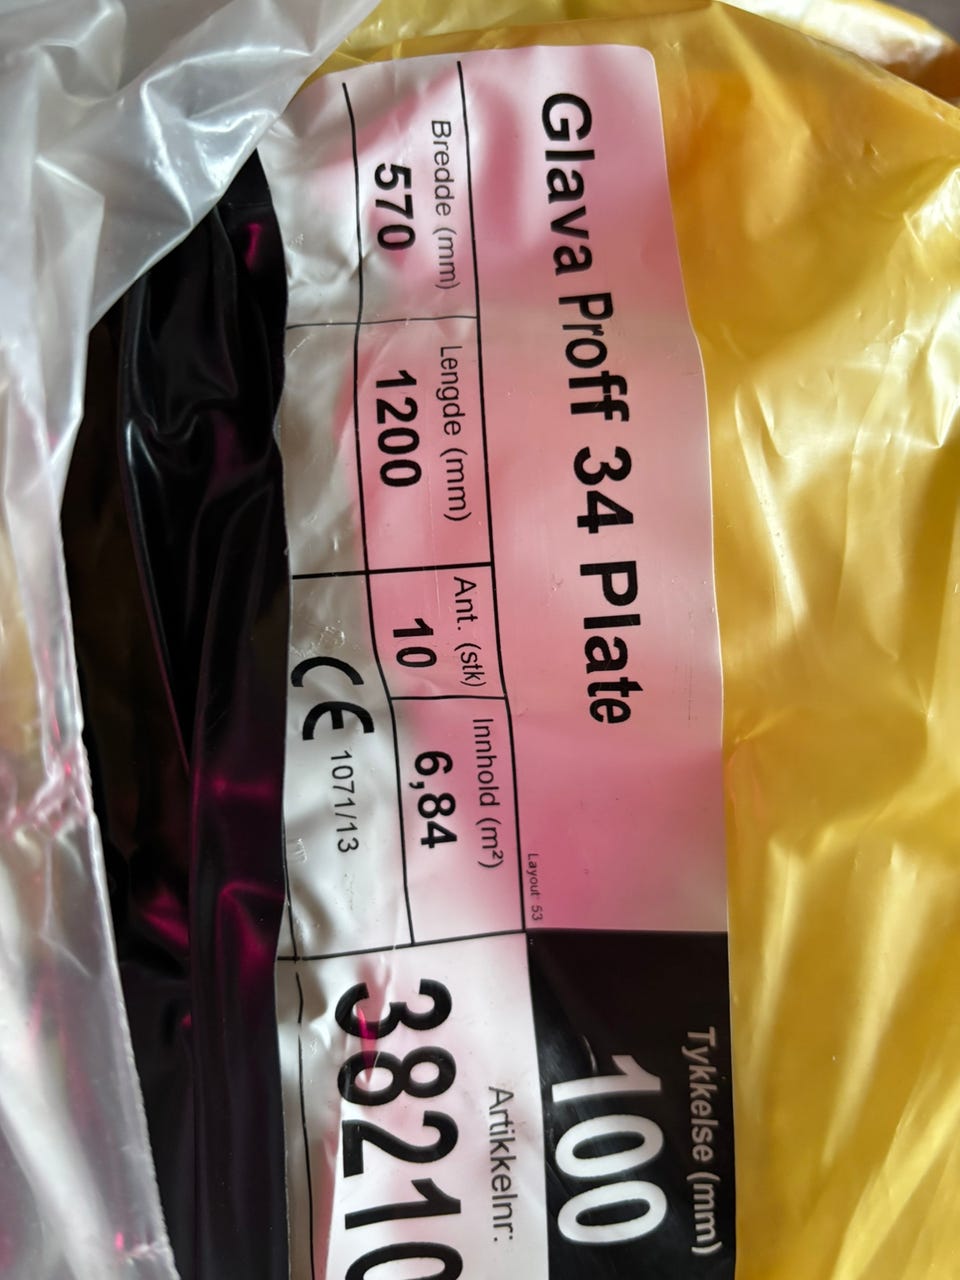 Glava Proff 34 Plate
Layout: 53
Tykkelse (mm)
100
Bredde (mm)
570
Lengde (mm)
1200
Ant. (stk)
10
Innhold (m²)
6,84
Artikkelnr:
38210
CE 1071/13